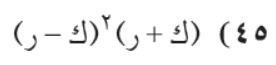 ٤٥) (ك + ر)^٢ (ك − ر)